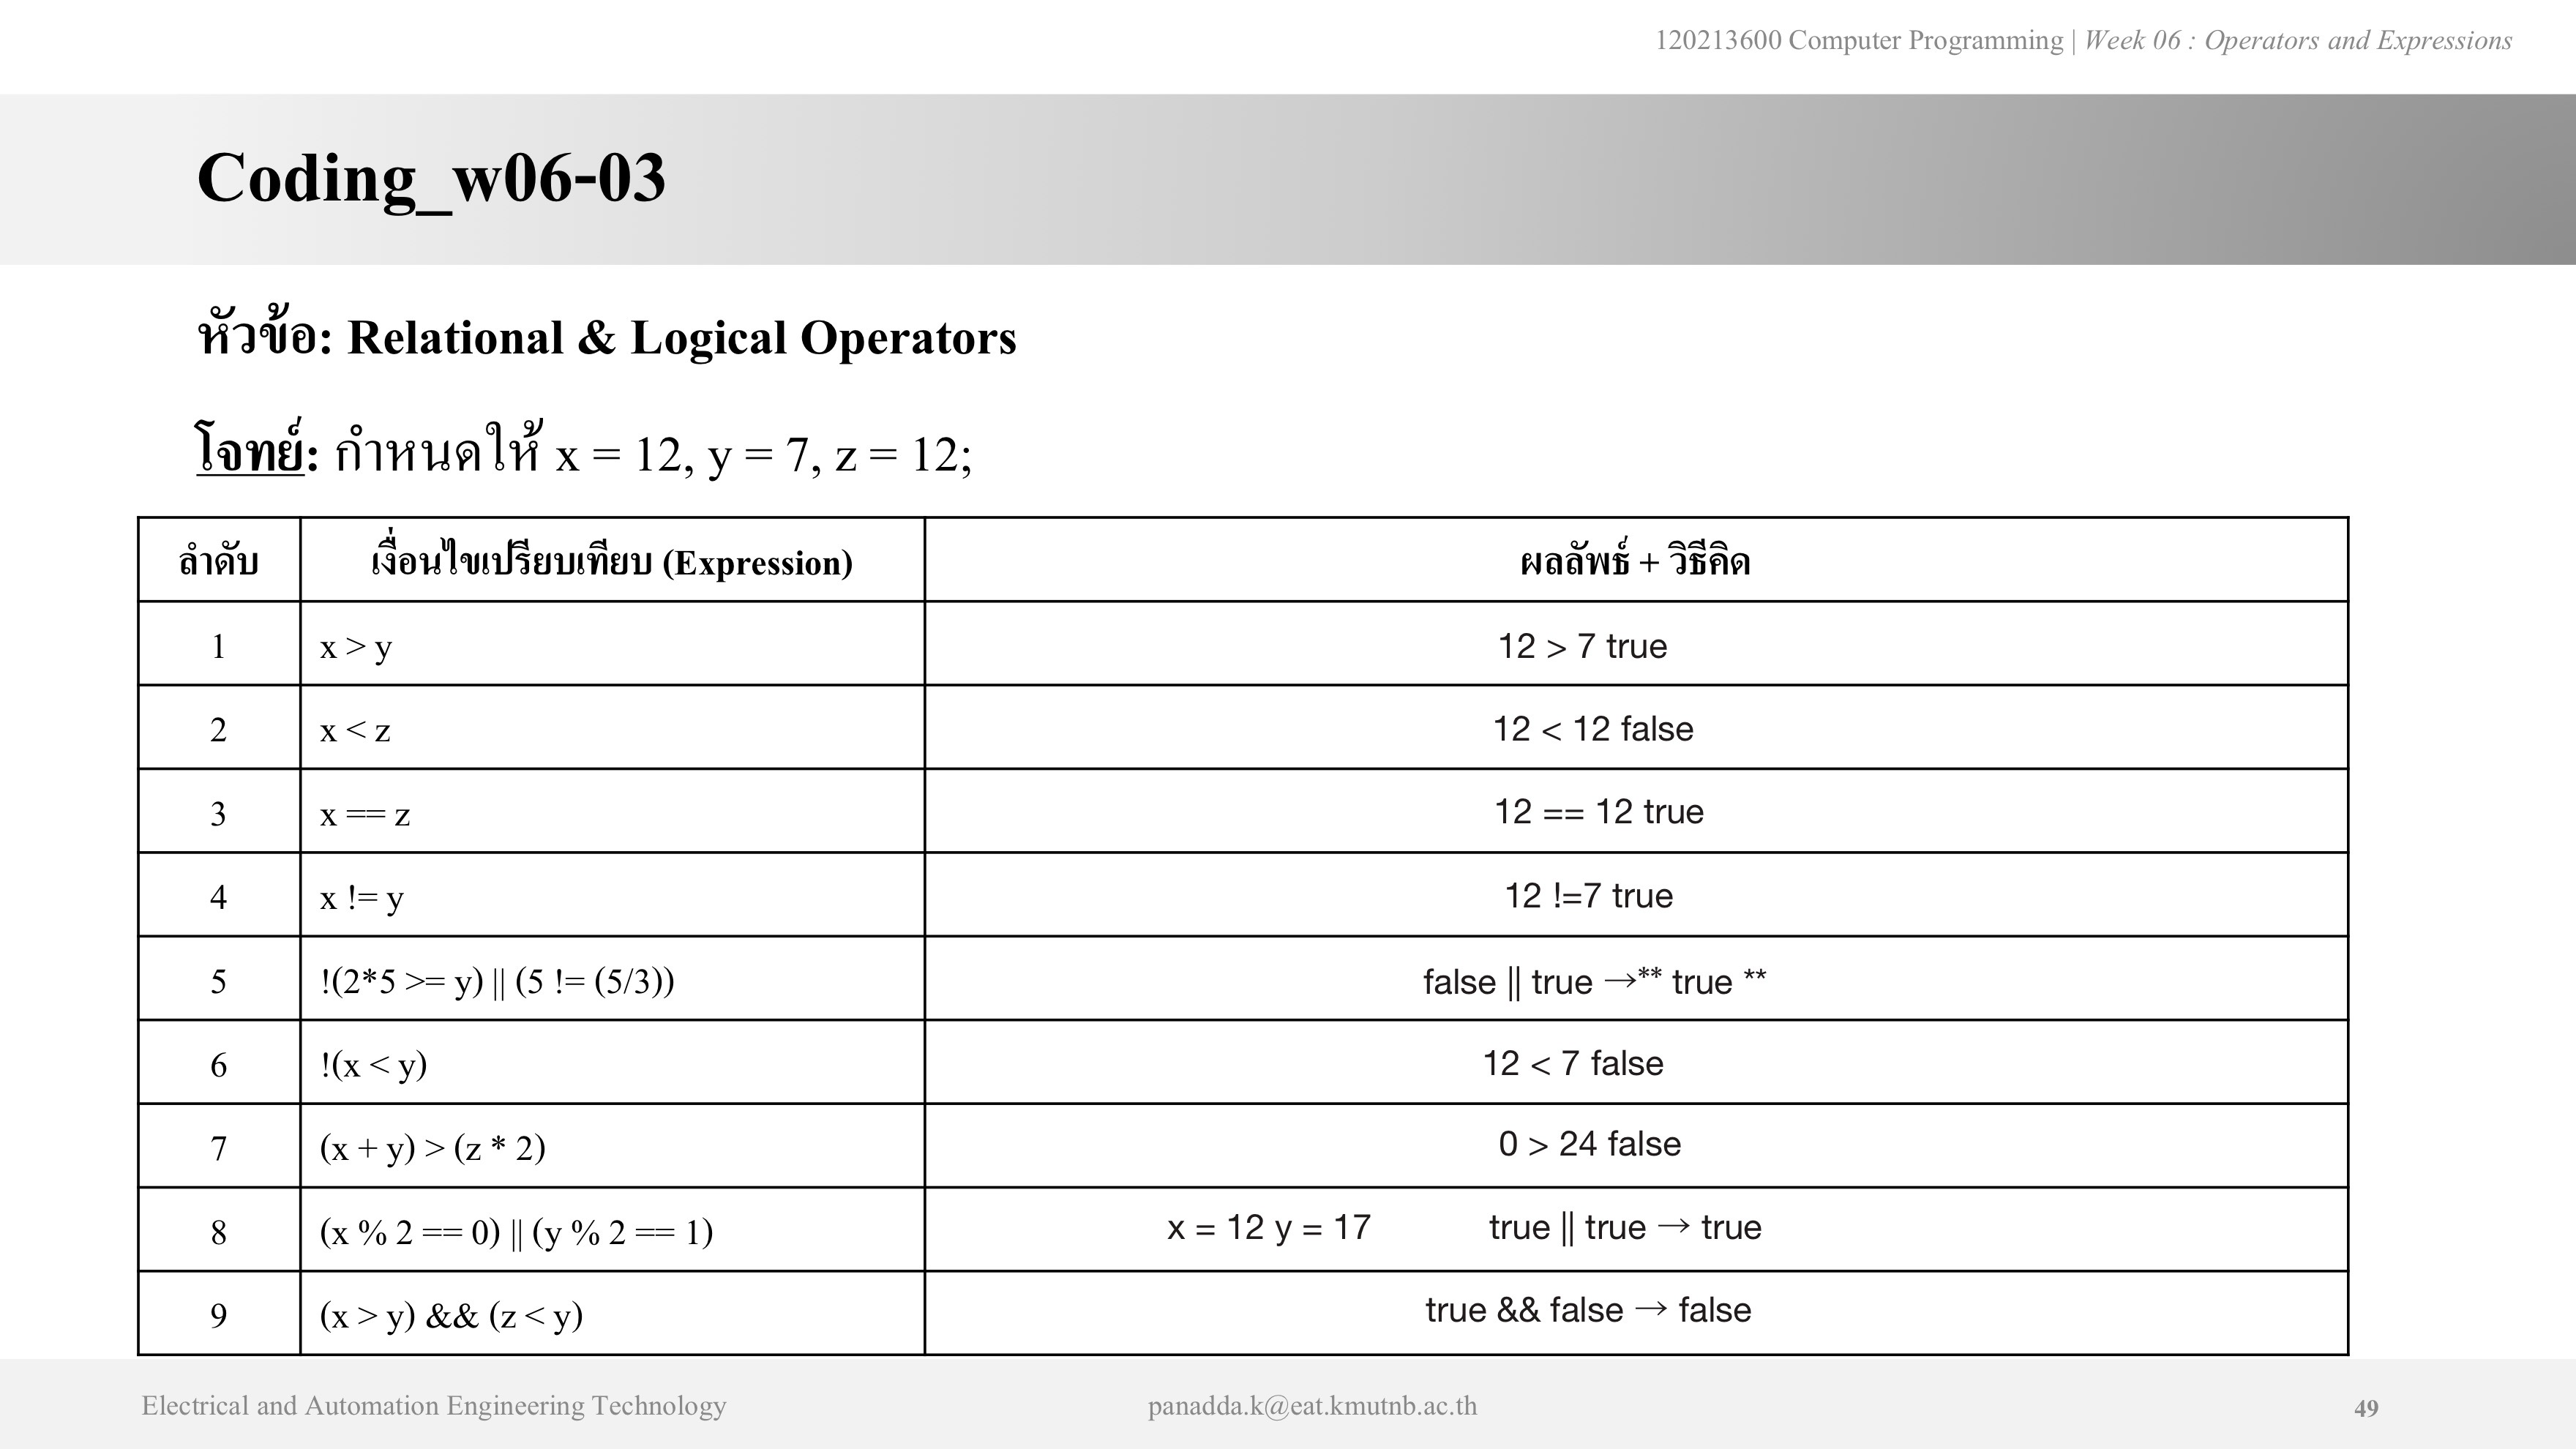 120213600 Computer Programming | Week 06 : Operators and Expressions
Coding_w06-03
หัวข้อ: Relational & Logical Operators
โจทย์: กำหนดให้ x = 12, y = 7, z = 12;
ลำดับ เงื่อนไขเปรียบเทียบ (Expression) ผลลัพธ์ + วิธีคิด
1 x > y 12 > 7 true
2 x < z 12 < 12 false
3 x == z 12 == 12 true
4 x != y 12 !=7 true
5 !(2*5 >= y) || (5 != (5/3)) false || true →** true **
6 !(x < y) 12 < 7 false
7 (x + y) > (z * 2) 0 > 24 false
8 (x % 2 == 0) || (y % 2 == 1) x = 12 y = 17 true || true → true
9 (x > y) && (z < y) true && false → false
Electrical and Automation Engineering Technology panadda.k@eat.kmutnb.ac.th 49